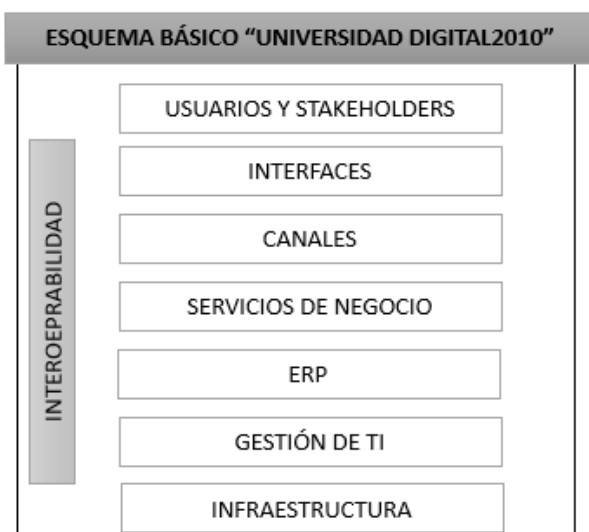 ESQUEMA BÁSICO “UNIVERSIDAD DIGITAL2010”
USUARIOS Y STAKEHOLDERS
INTERFACES
CANALES
SERVICIOS DE NEGOCIO
ERP
GESTIÓN DE TI
INFRAESTRUCTURA
INTEROEPRABILIDAD